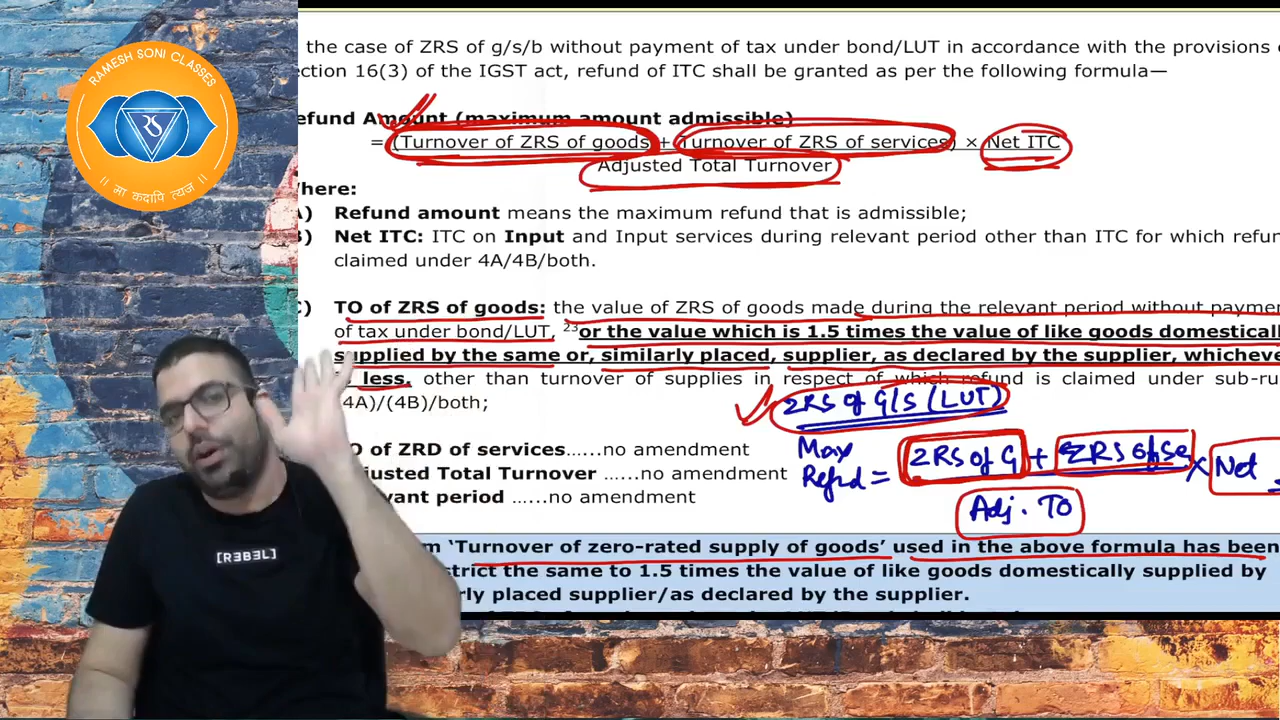 RAMESH SONI CLASSES
RS
।। मा कदापि त्यज ।।
the case of ZRS of g/s/b without payment of tax under bond/LUT in accordance with the provisions
ection 16(3) of the IGST act, refund of ITC shall be granted as per the following formula—
efund Amount (maximum amount admissible)
= (Turnover of ZRS of goods + Turnover of ZRS of services) × Net ITC
Adjusted Total Turnover
here:
) Refund amount means the maximum refund that is admissible;
) Net ITC: ITC on Input and Input services during relevant period other than ITC for which refun
claimed under 4A/4B/both.
) TO of ZRS of goods: the value of ZRS of goods made during the relevant period without paymen
of tax under bond/LUT, 23or the value which is 1.5 times the value of like goods domesticall
supplied by the same or, similarly placed, supplier, as declared by the supplier, whicheve
less, other than turnover of supplies in respect of which refund is claimed under sub-ru
4A)/(4B)/both;
ZRS of G/S (LUT)
O of ZRD of services…...no amendment
djusted Total Turnover …...no amendment
vant period …...no amendment
Max
Refnd = ZRS of G + ZRS of Se × Net
Adj. TO
m ‘Turnover of zero-rated supply of goods’ used in the above formula has been
strict the same to 1.5 times the value of like goods domestically supplied by
rly placed supplier/as declared by the supplier.
[REBEL]